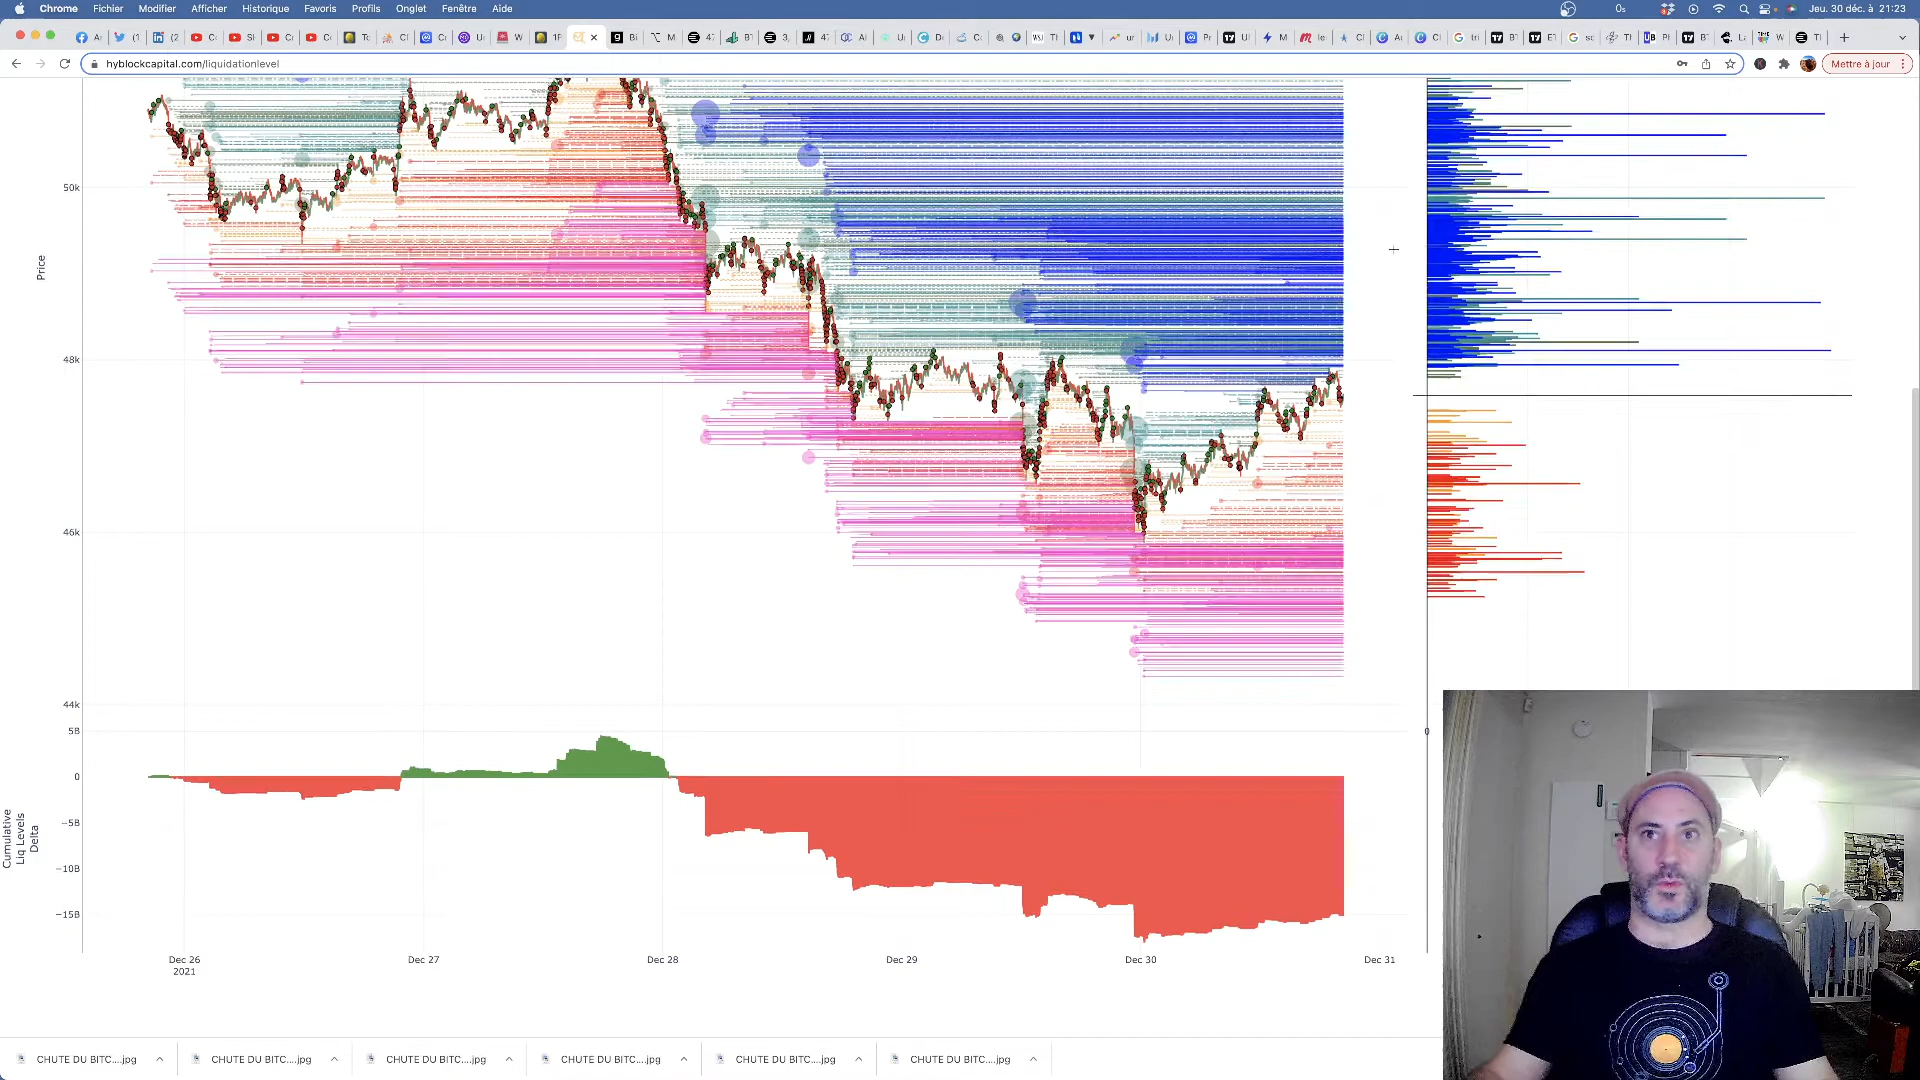 Chrome Fichier Modifier Afficher Historique Favoris Profils Onglet Fenêtre Aide
0s
Jeu. 30 déc. à 21:23
hyblockcapital.com/liquidationlevel
Mettre à jour
50k
48k
46k
44k
Price
5B
0
−5B
−10B
−15B
Cumulative
Liq Levels
Delta
0
Dec 26
2021
Dec 27
Dec 28
Dec 29
Dec 30
Dec 31
CHUTE DU BITC....jpg
CHUTE DU BITC....jpg
CHUTE DU BITC....jpg
CHUTE DU BITC....jpg
CHUTE DU BITC....jpg
CHUTE DU BITC....jpg